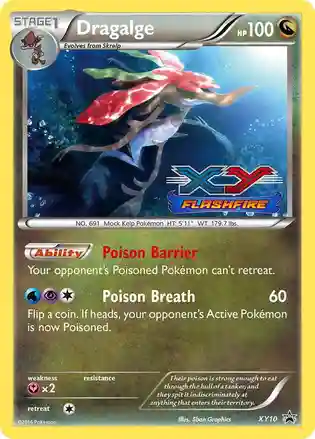 STAGE1 Dragalge HP100
Evolves from Skrelp
XY
FLASHFIRE
NO. 691 Mock Kelp Pokémon HT: 5'11" WT: 179.7 lbs.
Ability Poison Barrier
Your opponent's Poisoned Pokémon can't retreat.
Poison Breath 60
Flip a coin. If heads, your opponent's Active Pokémon
is now Poisoned.
weakness resistance
×2
retreat
Their poison is strong enough to eat
through the hull of a tanker, and
they spit it indiscriminately at
anything that enters their territory.
©2014 Pokémon Illus. 5ban Graphics XY10